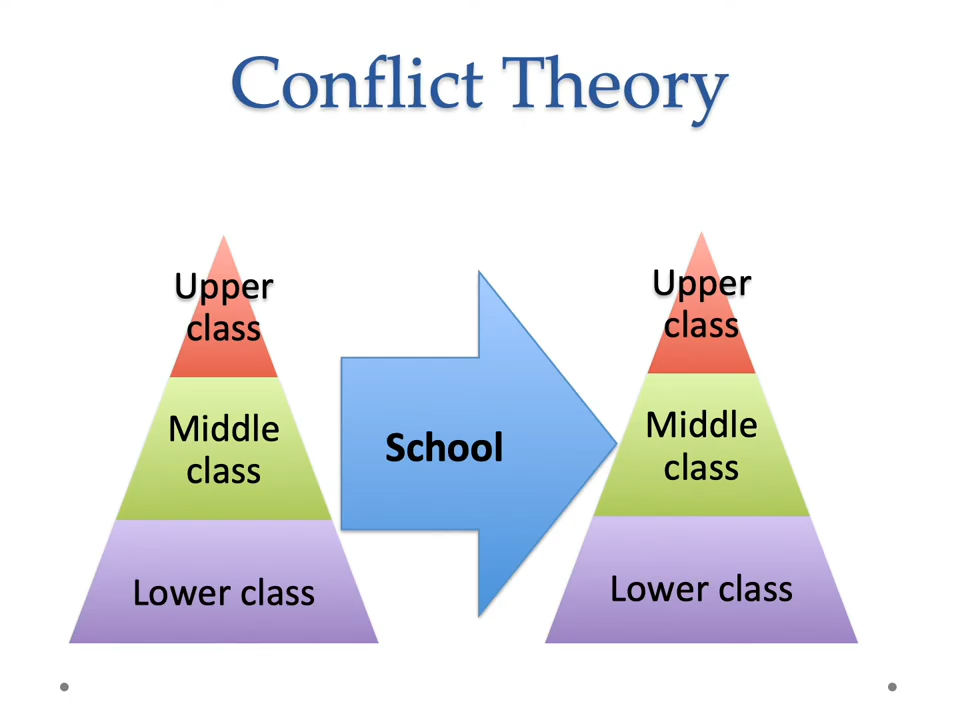 Conflict Theory
Upper
class
Middle
class
Lower class
School
Upper
class
Middle
class
Lower class